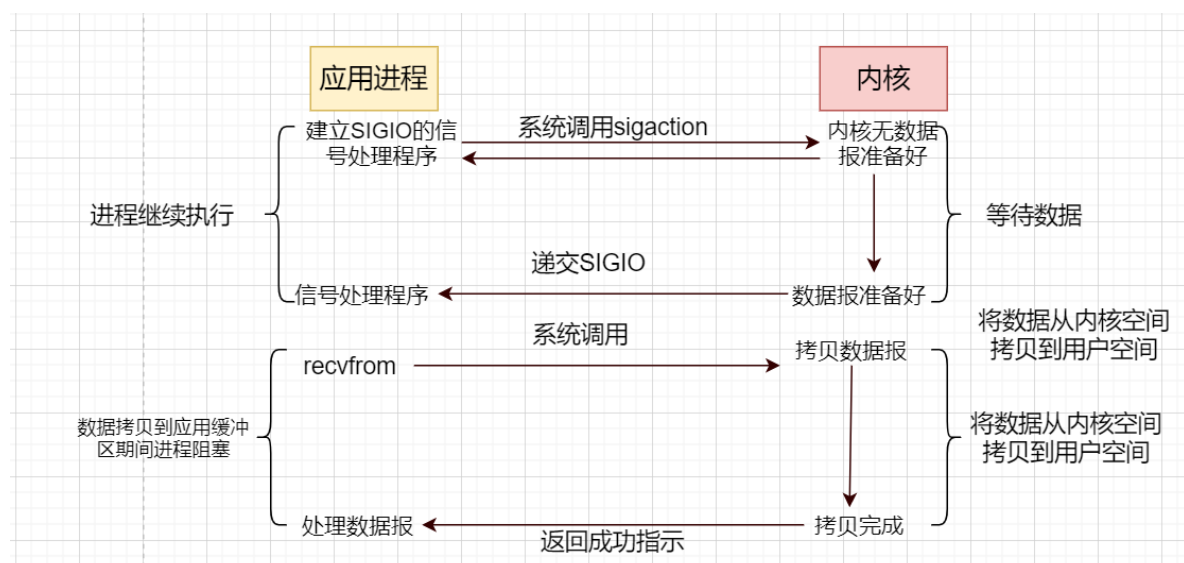 应用进程
内核
建立SIGIO的信
号处理程序
系统调用sigaction
内核无数据
报准备好
进程继续执行
等待数据
递交SIGIO
信号处理程序
数据报准备好
将数据从内核空间
拷贝到用户空间
系统调用
recvfrom
拷贝数据报
数据拷贝到应用缓冲
区期间进程阻塞
将数据从内核空间
拷贝到用户空间
处理数据报
拷贝完成
返回成功指示